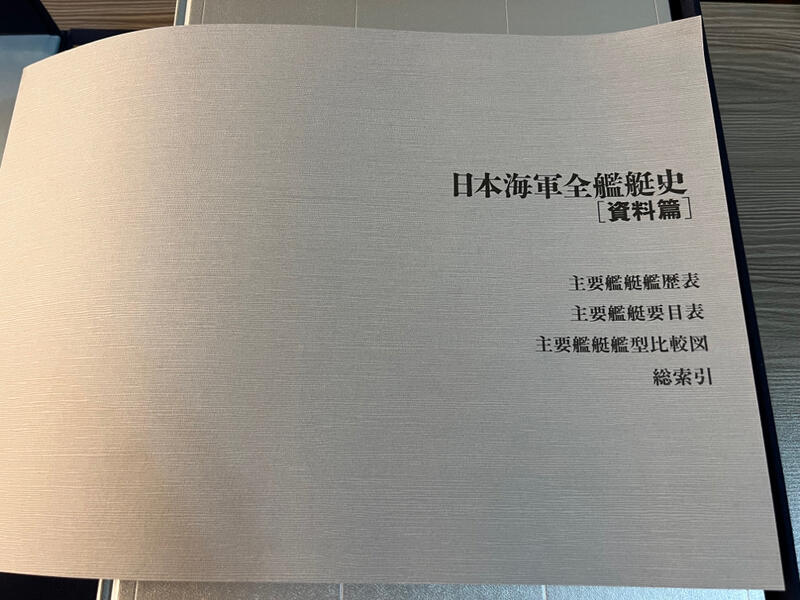 日本海軍全艦艇史
[資料篇]
主要艦艇艦歴表
主要艦艇要目表
主要艦艇艦型比較図
総索引